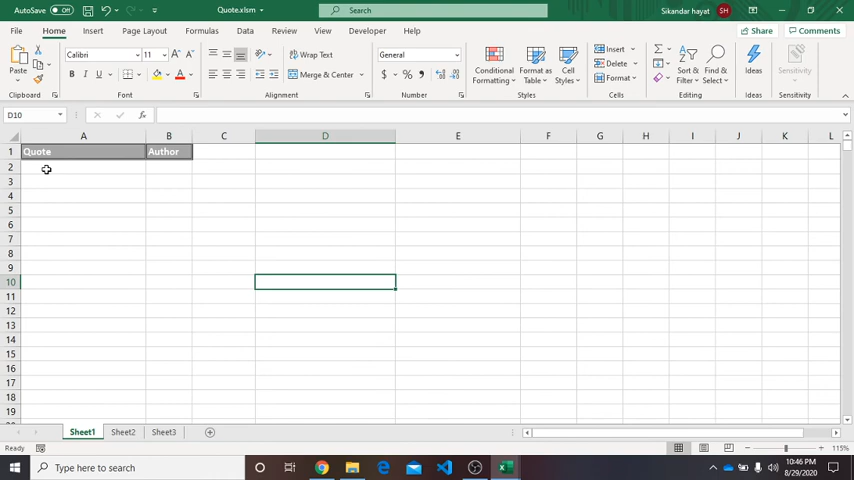 AutoSave Off Quote.xlsm Search Sikandar hayat SH
File Home Insert Page Layout Formulas Data Review View Developer Help Share Comments
Paste Calibri 11 A A Wrap Text General Conditional Formatting Format as Table Cell Styles Insert Σ Sort & Filter Find & Select Ideas Sensitivity
B I U A Merge & Center $ % , Delete
Format
Clipboard Font Alignment Number Styles Cells Editing Ideas Sensitivity
D10 fx
A B C D E F G H I J K L
1 Quote Author
2
3
4
5
6
7
8
9
10
11
12
13
14
15
16
17
18
19
Sheet1 Sheet2 Sheet3
Ready 115%
Type here to search 10:46 PM
8/29/2020